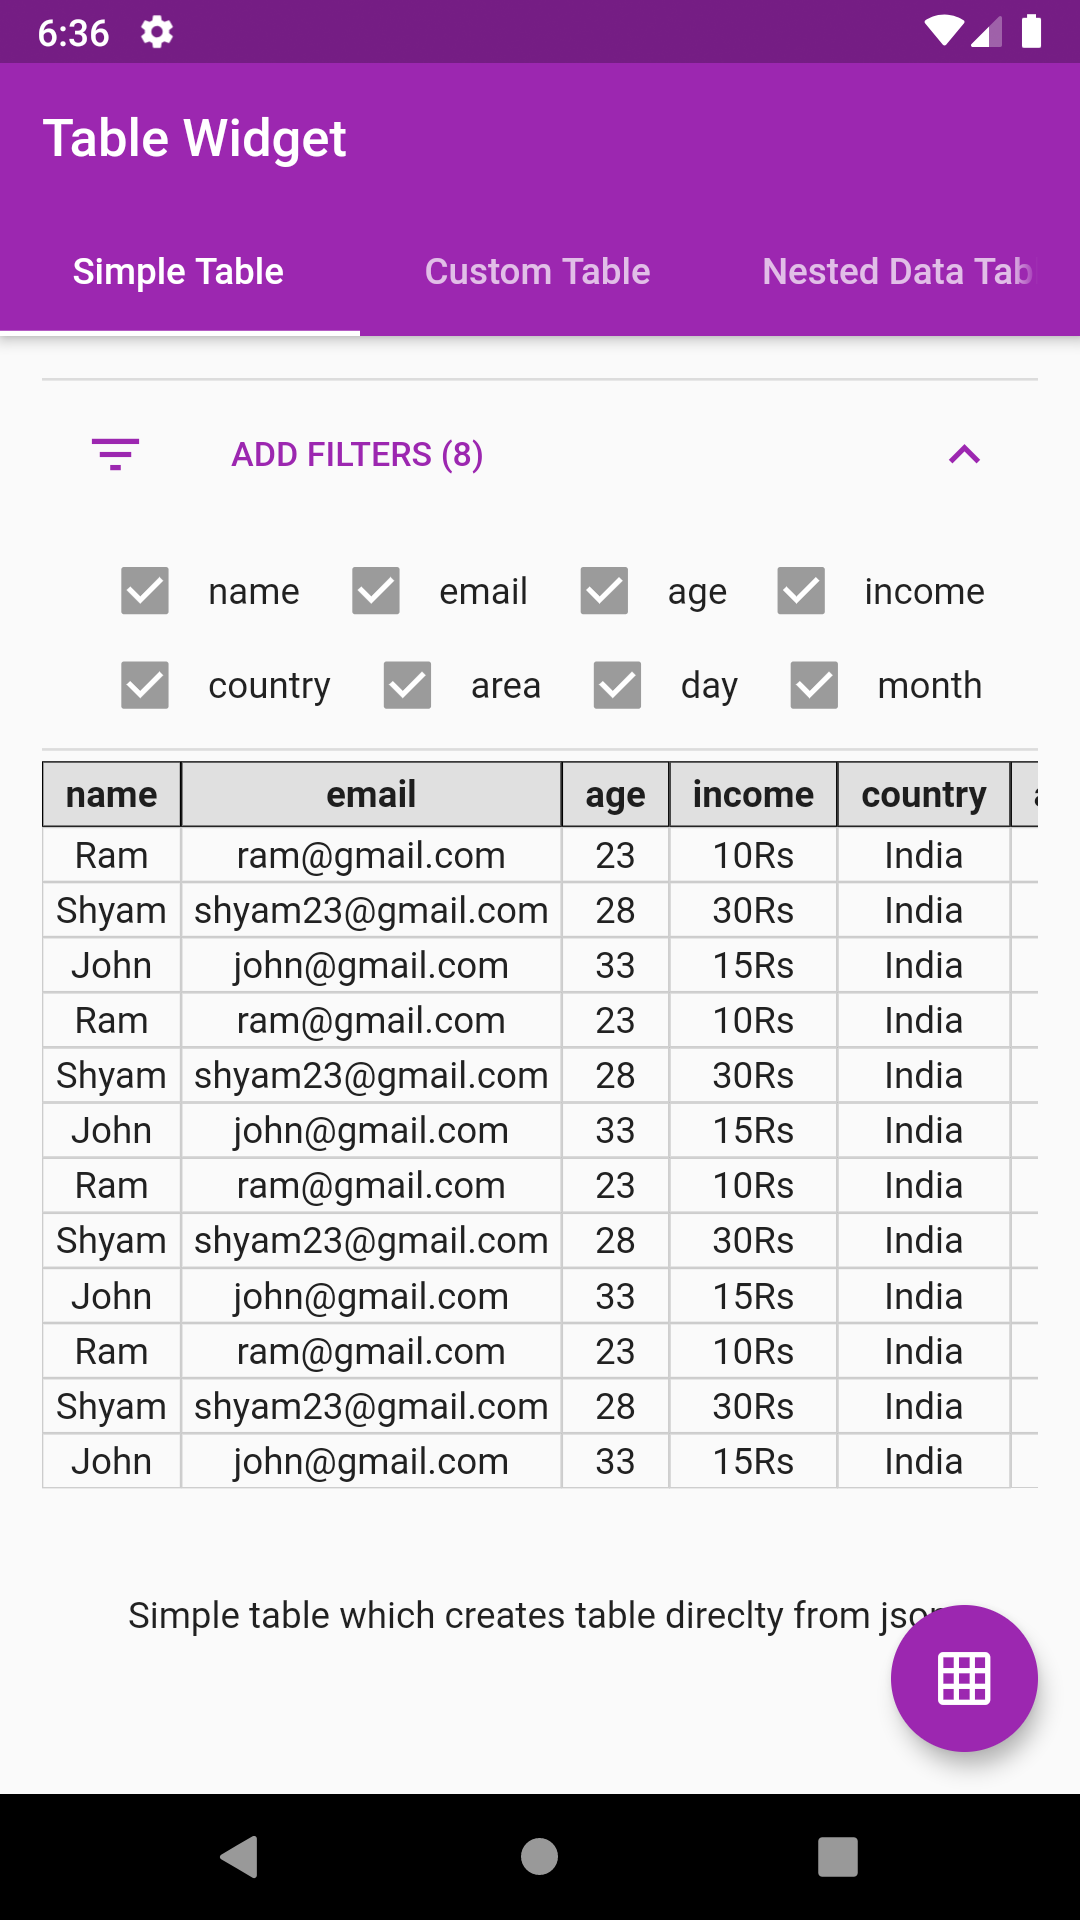 6:36
Table Widget
Simple Table Custom Table Nested Data Tab
ADD FILTERS (8)
name email age income
country area day month
name email age income country
Ram ram@gmail.com 23 10Rs India
Shyam shyam23@gmail.com 28 30Rs India
John john@gmail.com 33 15Rs India
Ram ram@gmail.com 23 10Rs India
Shyam shyam23@gmail.com 28 30Rs India
John john@gmail.com 33 15Rs India
Ram ram@gmail.com 23 10Rs India
Shyam shyam23@gmail.com 28 30Rs India
John john@gmail.com 33 15Rs India
Ram ram@gmail.com 23 10Rs India
Shyam shyam23@gmail.com 28 30Rs India
John john@gmail.com 33 15Rs India
Simple table which creates table direclty from json